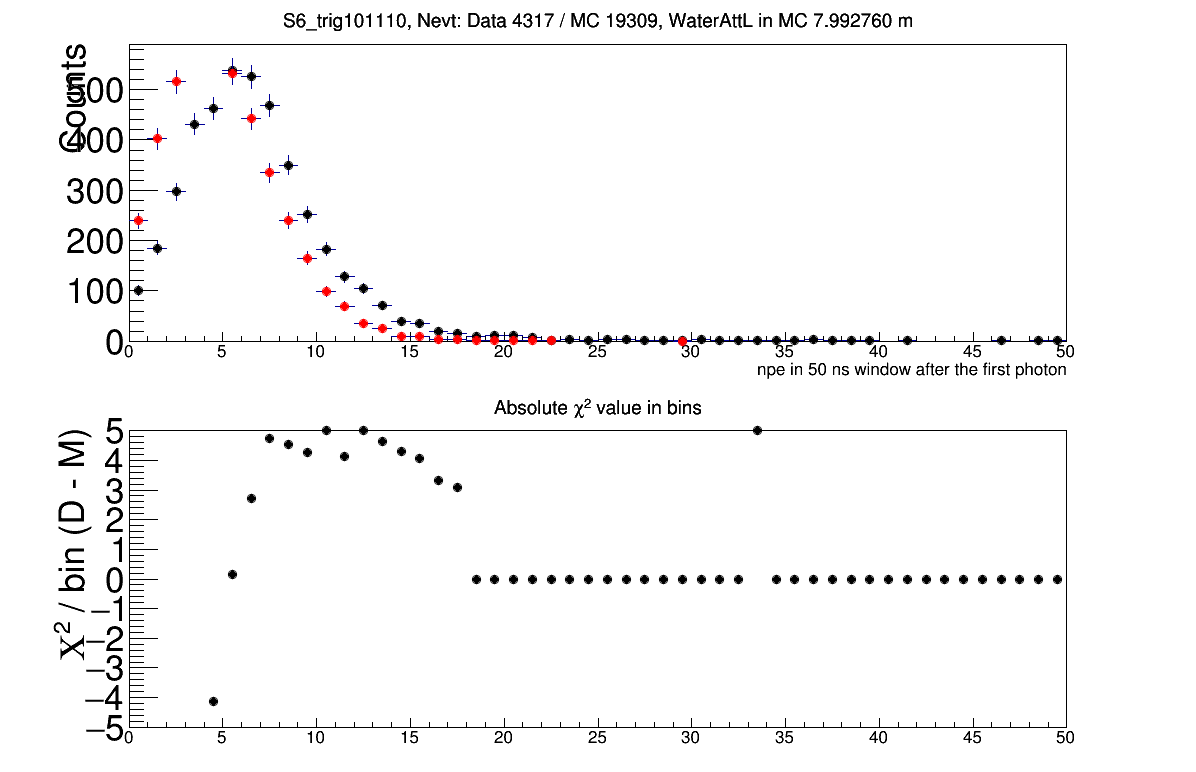 S6_trig101110, Nevt: Data 4317 / MC 19309, WaterAttL in MC 7.992760 m
Counts
500
400
300
200
100
0
0 5 10 15 20 25 30 35 40 45 50
npe in 50 ns window after the first photon
Absolute χ² value in bins
X² / bin (D - M)
5
4
3
2
1
0
−1
−2
−3
−4
−5
0 5 10 15 20 25 30 35 40 45 50